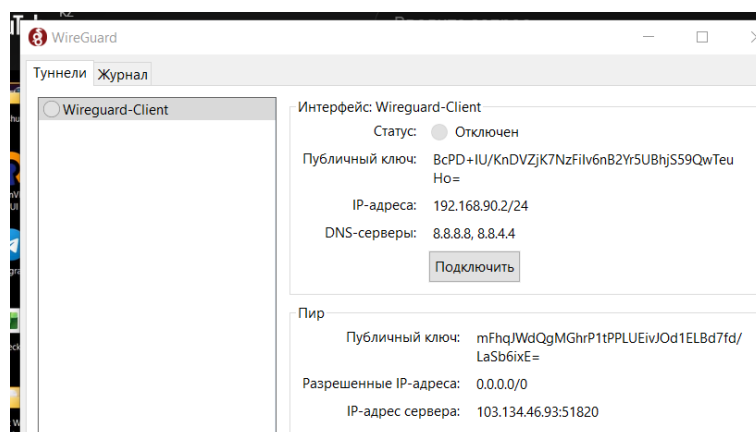 KZ
WireGuard
Туннели Журнал
Wireguard-Client
Интерфейс: Wireguard-Client
Статус: Отключен
Публичный ключ: BcPD+IU/KnDVZjK7NzFiIv6nB2Yr5UBhjS59QwTeu
Ho=
IP-адреса: 192.168.90.2/24
DNS-серверы: 8.8.8.8, 8.8.4.4
Подключить
Пир
Публичный ключ: mFhqJWdQgMGhrP1tPPLUEivJOd1ELBd7fd/
LaSb6ixE=
Разрешенные IP-адреса: 0.0.0.0/0
IP-адрес сервера: 103.134.46.93:51820